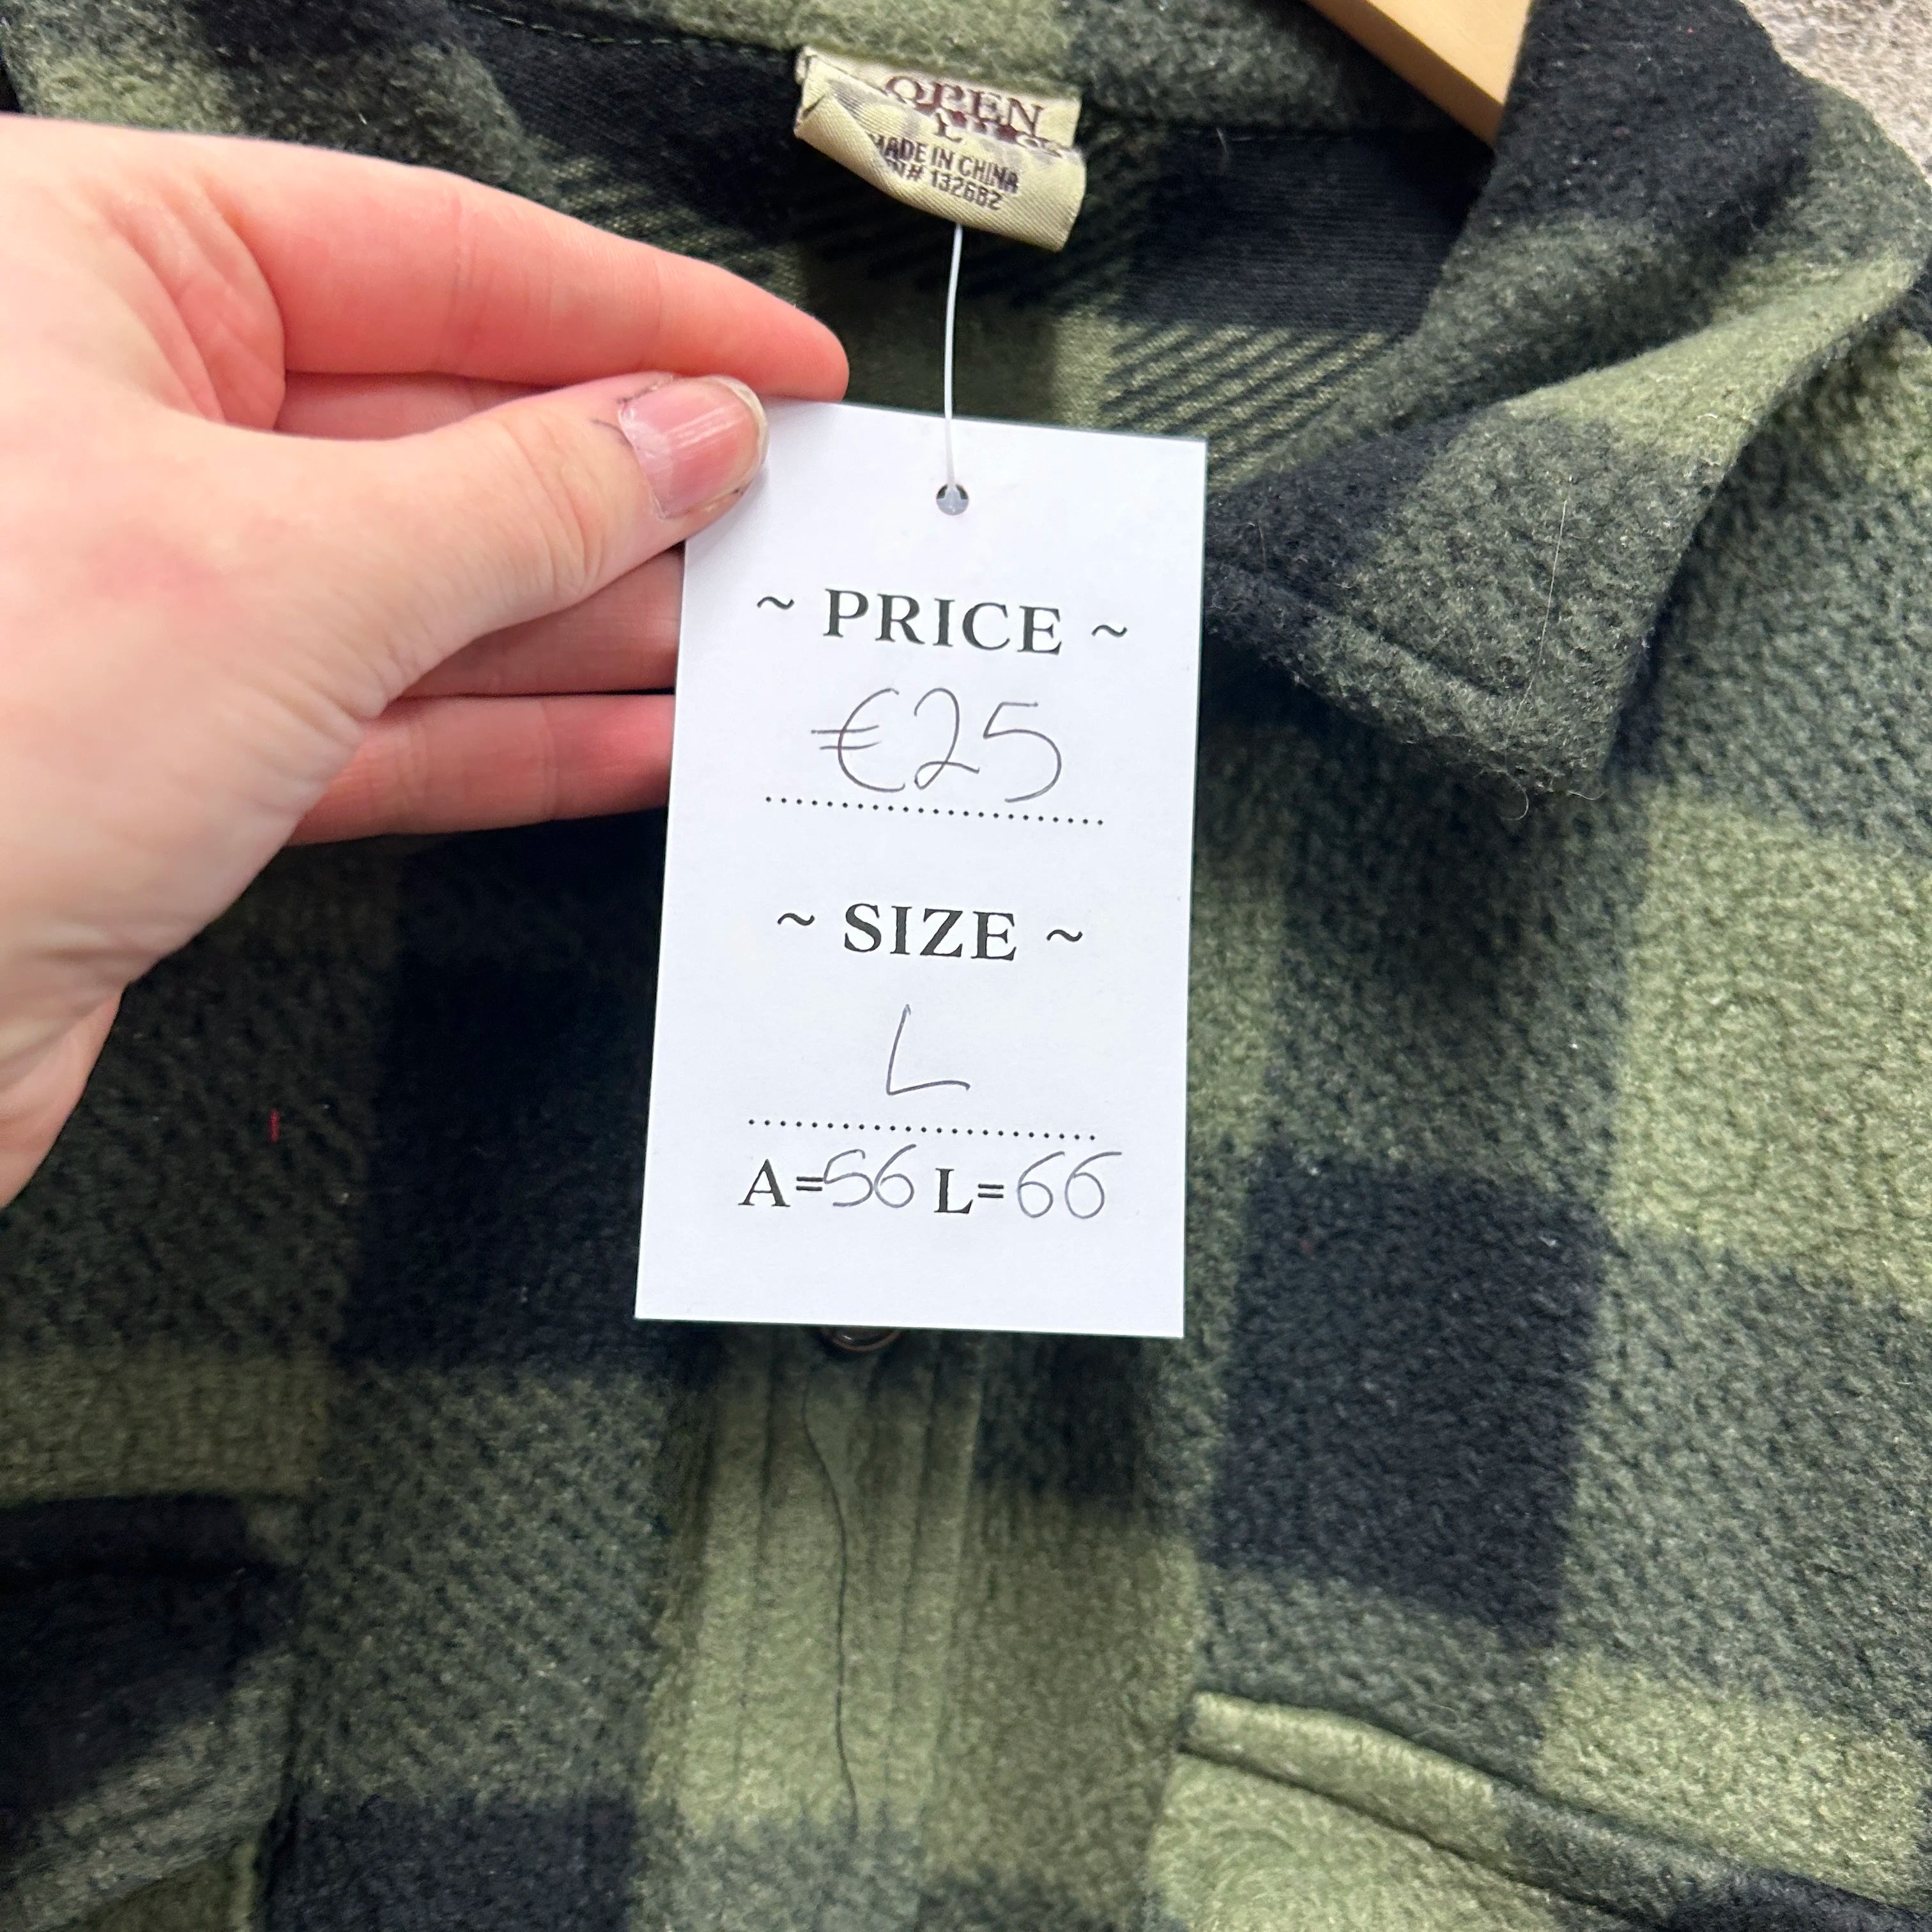 OPEN
L
MADE IN CHINA
132682
~ PRICE ~
€25
~ SIZE ~
L
A=56 L=66